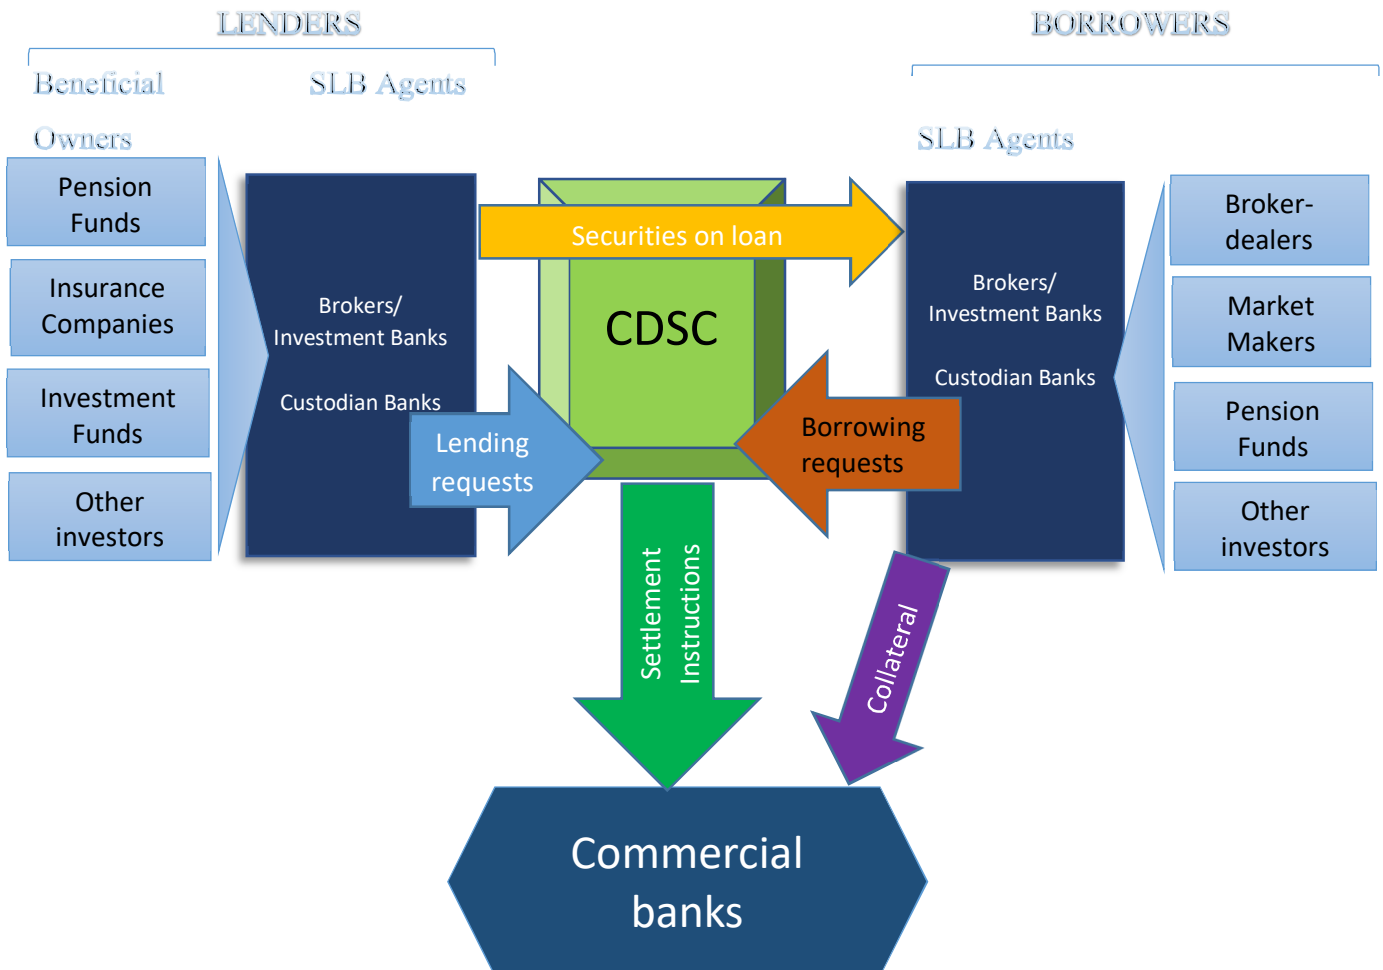 LENDERS
BORROWERS
Beneficial
Owners
SLB Agents
SLB Agents
Pension
Funds
Insurance
Companies
Investment
Funds
Other
investors
Brokers/
Investment Banks
Custodian Banks
Securities on loan
CDSC
Lending
requests
Borrowing
requests
Brokers/
Investment Banks
Custodian Banks
Broker-
dealers
Market
Makers
Pension
Funds
Other
investors
Settlement
Instructions
Collateral
Commercial
banks